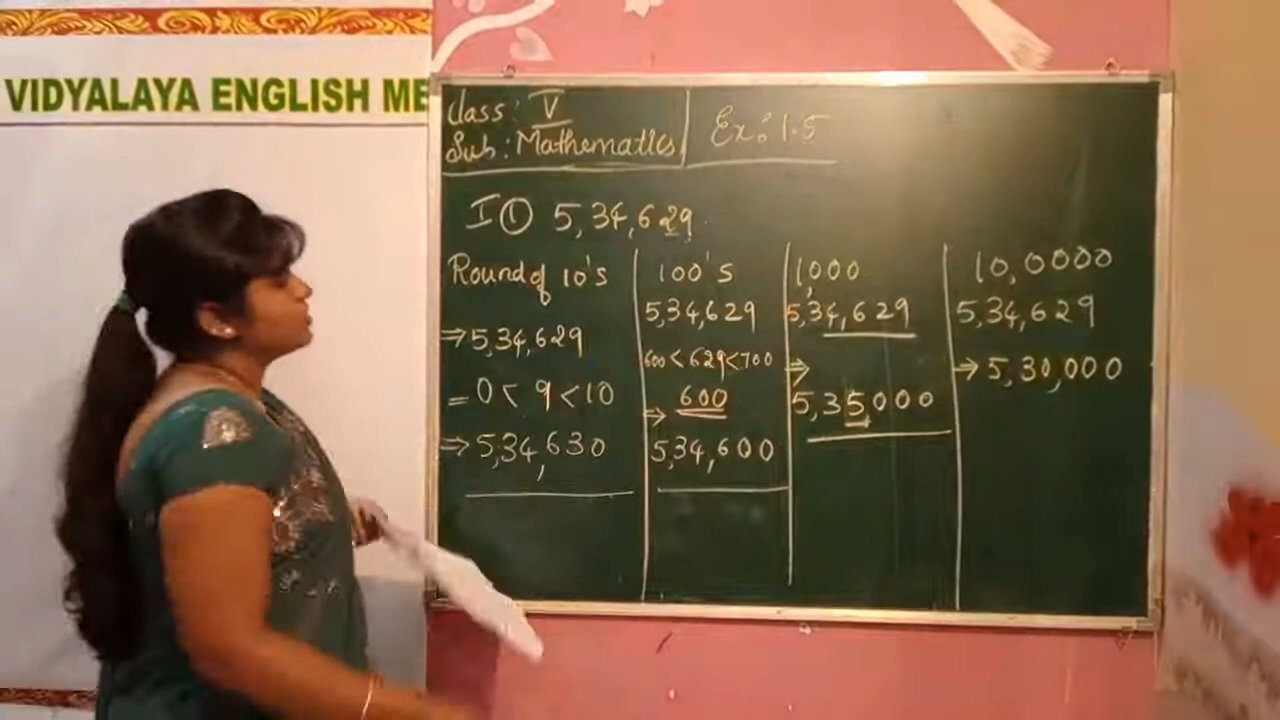 VIDYALAYA ENGLISH ME
Class: V
Sub: Mathematics
Ex: 1.5
I ① 5,34,629
Round of 10's
⇒ 5,34,629
= 0 < 9 < 10
⇒ 5,34,630
100's
5,34,629
600 < 629 < 700
⇒ 600
5,34,600
1,000
5,34,629
⇒
5,35,000
10,0000
5,34,629
⇒ 5,30,000